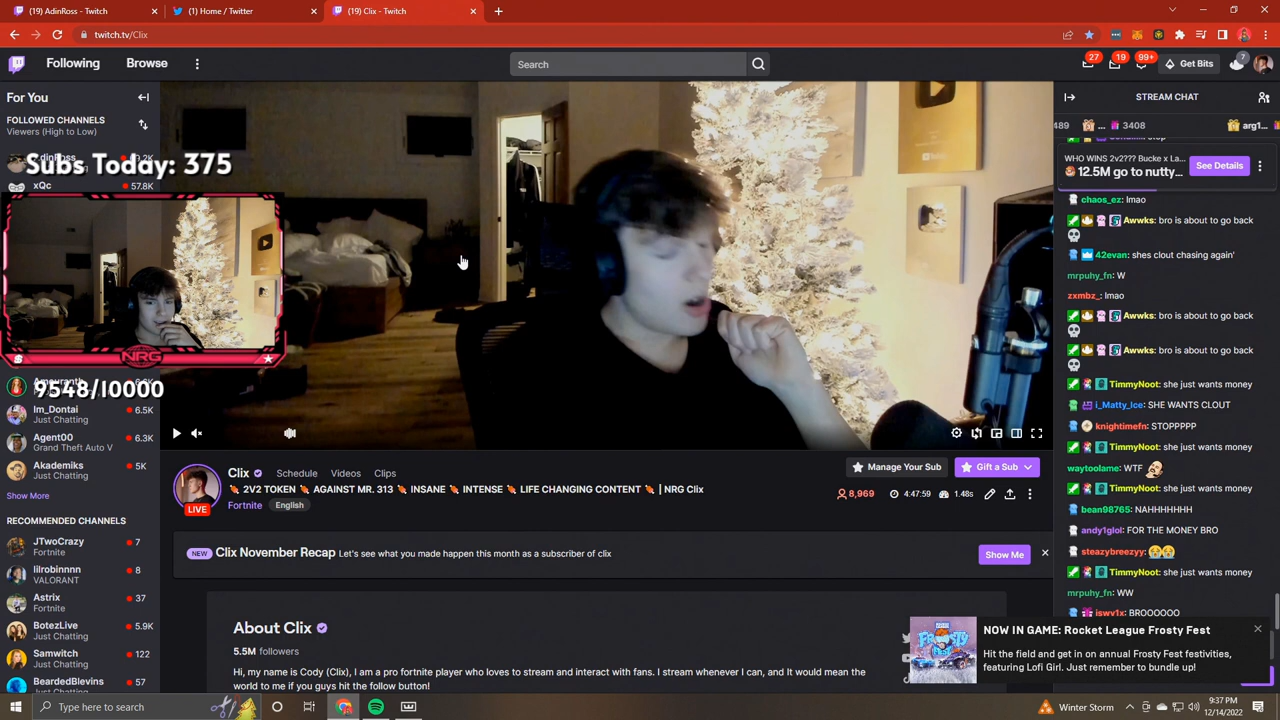 (19) AdinRoss - Twitch
(1) Home / Twitter
(19) Clix - Twitch
twitch.tv/Clix
Following
Browse
Search
27
19
99+
Get Bits
7
For You
FOLLOWED CHANNELS
Viewers (High to Low)
Subs Today: 375
xQc
57.8K
NRG
9548/10000
Im_Dontai
6.5K
Just Chatting
Agent00
6.3K
Grand Theft Auto V
Akademiks
5K
Just Chatting
Show More
RECOMMENDED CHANNELS
JTwoCrazy
7
Fortnite
lilrobinnnn
8
VALORANT
Astrix
37
Fortnite
BotezLive
5.9K
Just Chatting
Samwitch
122
Just Chatting
BeardedBlevins
57
Just Chatting
Clix
Schedule
Videos
Clips
2V2 TOKEN AGAINST MR. 313 INSANE INTENSE LIFE CHANGING CONTENT | NRG Clix
Fortnite
English
LIVE
Manage Your Sub
Gift a Sub
8,969
4:47:59
1.48s
NEW
Clix November Recap Let's see what you made happen this month as a subscriber of clix
Show Me
About Clix
5.5M followers
Hi, my name is Cody (Clix), I am a pro fortnite player who loves to stream and interact with fans. I stream whenever I can, and It would mean the
world to me if you guys hit the follow button!
STREAM CHAT
489
... 3408
arg1...
WHO WINS 2v2???? Bucke x La...
12.5M go to nutty...
See Details
chaos_ez: lmao
Awwks: bro is about to go back
42evan: shes clout chasing again'
mrpuhy_fn: W
zxmbz_: lmao
Awwks: bro is about to go back
Awwks: bro is about to go back
TimmyNoot: she just wants money
i_Matty_Ice: SHE WANTS CLOUT
knightimefn: STOPPPPP
TimmyNoot: she just wants money
waytoolame: WTF
TimmyNoot: she just wants money
bean98765: NAHHHHHHH
andy1glol: FOR THE MONEY BRO
steazybreezyy:
TimmyNoot: she just wants money
mrpuhy_fn: WW
iswv1x: BROOOOOO
NOW IN GAME: Rocket League Frosty Fest
Hit the field and get in on annual Frosty Fest festivities,
featuring Lofi Girl. Just remember to bundle up!
Type here to search
Winter Storm
9:37 PM
12/14/2022